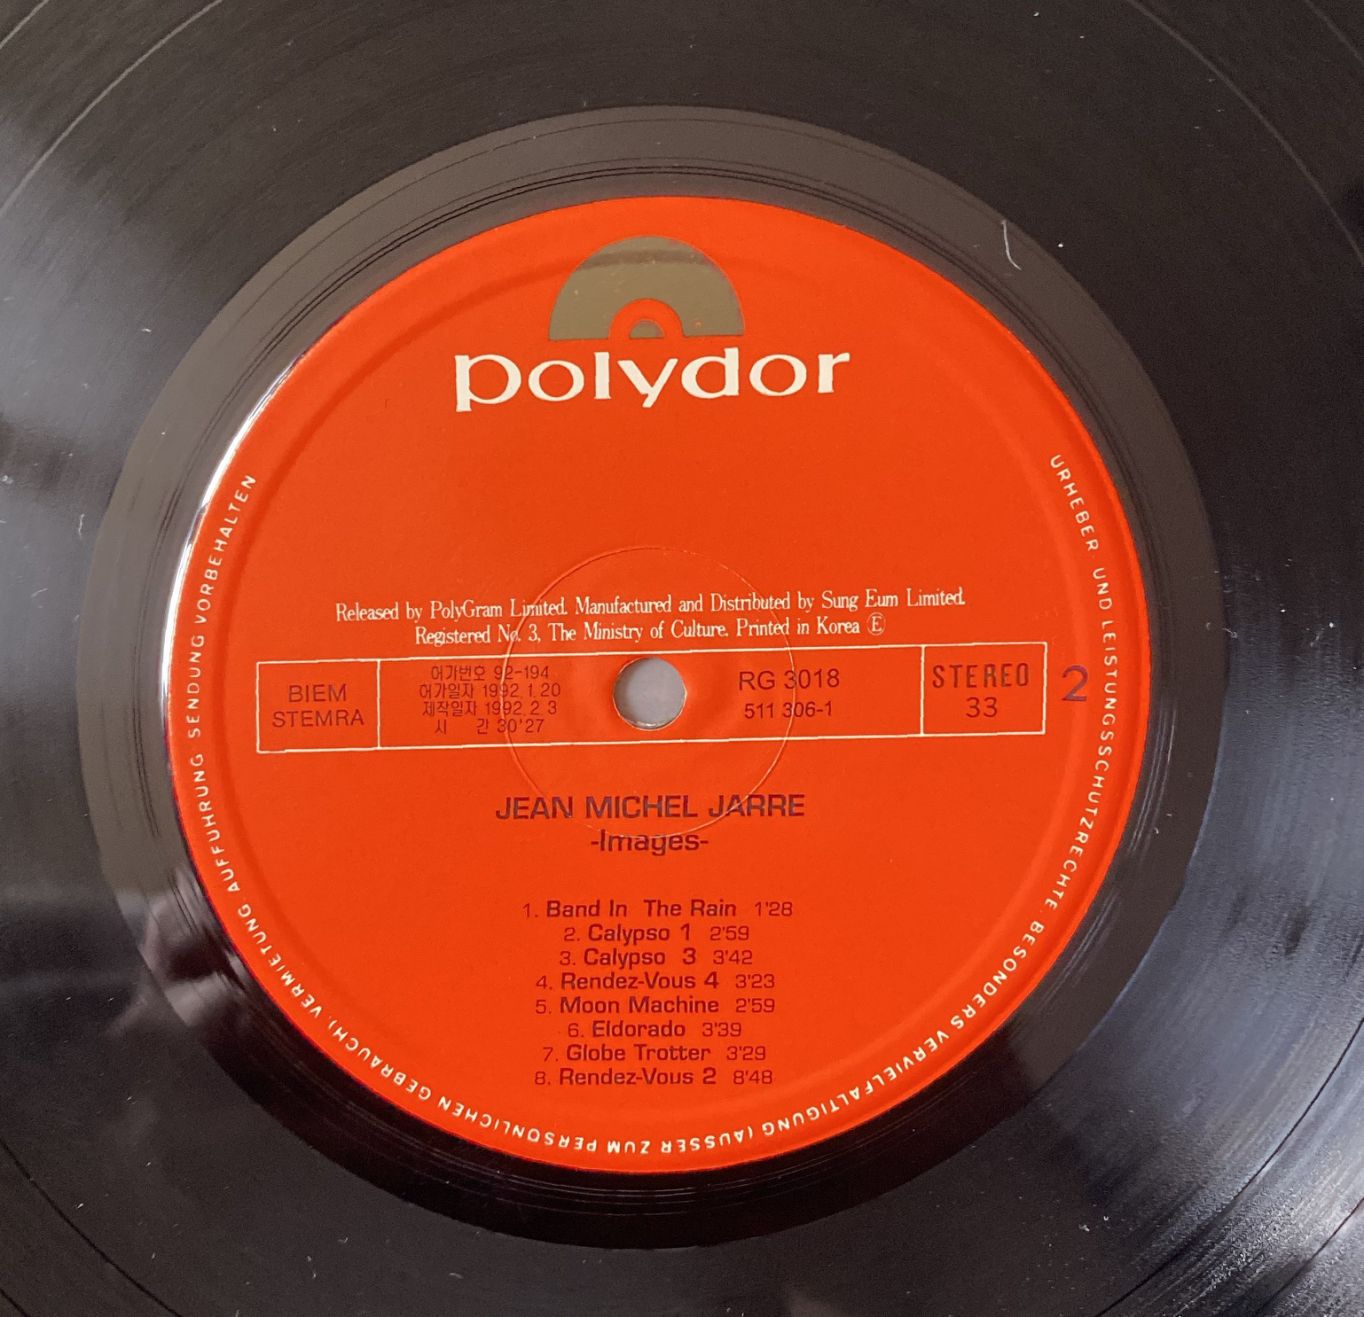 polydor
Released by PolyGram Limited. Manufactured and Distributed by Sung Eum Limited.
Registered No. 3, The Ministry of Culture. Printed in Korea Ⓔ
BIEM
STEMRA
허가번호 92-194
허가일자 1992. 1. 20
제작일자 1992. 2. 3
시 간 30'27
RG 3018
511 306-1
STEREO
33
2
JEAN MICHEL JARRE
-Images-
1. Band In The Rain 1'28
2. Calypso 1 2'59
3. Calypso 3 3'42
4. Rendez-Vous 4 3'23
5. Moon Machine 2'59
6. Eldorado 3'39
7. Globe Trotter 3'29
8. Rendez-Vous 2 8'48
URHEBER- UND LEISTUNGSSCHUTZRECHTE. BESONDERS VERVIELFALTIGUNG (AUSSER ZUM PERSONLICHEN GEBRAUCH). VERMIETUNG AUFFUHRUNG SENDUNG VORBEHALTEN